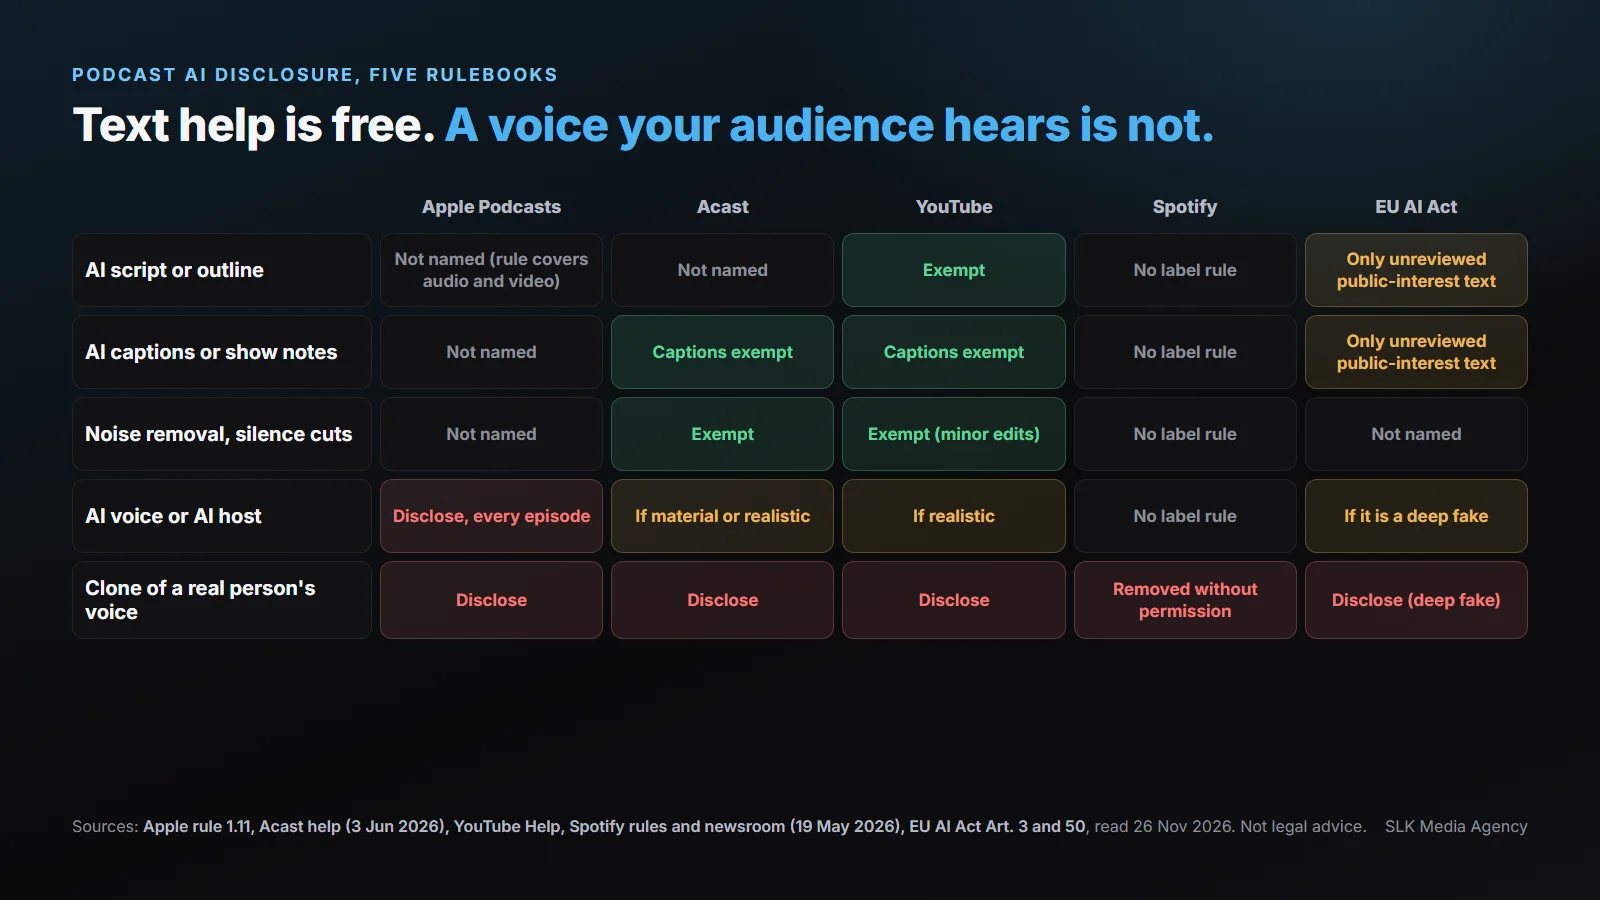 PODCAST AI DISCLOSURE, FIVE RULEBOOKS
Text help is free. A voice your audience hears is not.
Apple Podcasts Acast YouTube Spotify EU AI Act
AI script or outline
Not named (rule covers
audio and video)
Not named
Exempt
No label rule
Only unreviewed
public-interest text
AI captions or show notes
Not named
Captions exempt
Captions exempt
No label rule
Only unreviewed
public-interest text
Noise removal, silence cuts
Not named
Exempt
Exempt (minor edits)
No label rule
Not named
AI voice or AI host
Disclose, every episode
If material or realistic
If realistic
No label rule
If it is a deep fake
Clone of a real person's
voice
Disclose
Disclose
Disclose
Removed without
permission
Disclose (deep fake)
Sources: Apple rule 1.11, Acast help (3 Jun 2026), YouTube Help, Spotify rules and newsroom (19 May 2026), EU AI Act Art. 3 and 50, read 26 Nov 2026. Not legal advice.
SLK Media Agency